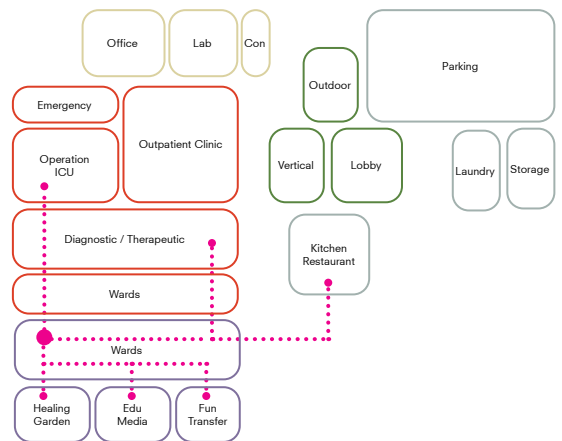 Office
Lab
Con
Parking
Outdoor
Emergency
Outpatient Clinic
Operation
ICU
Vertical
Lobby
Laundry
Storage
Diagnostic / Therapeutic
Kitchen
Restaurant
Wards
Wards
Healing
Garden
Edu
Media
Fun
Transfer